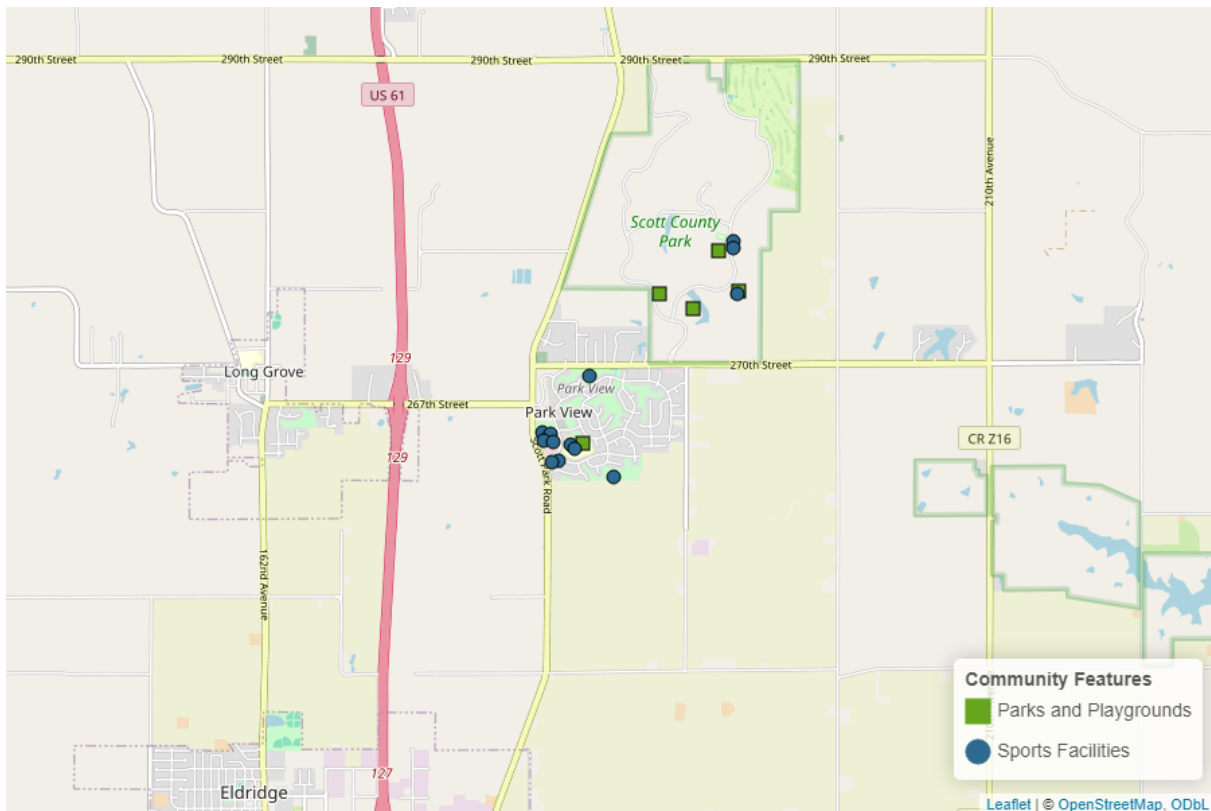 290th Street
290th Street
290th Street
290th Street
290th Street
US 61
210th Avenue
Scott County
Park
129
Long Grove
270th Street
Park View
267th Street
Park View
CR Z16
129
Scott Park Road
162nd Avenue
Community Features
Parks and Playgrounds
Sports Facilities
127
Eldridge
Leaflet | © OpenStreetMap, ODbL